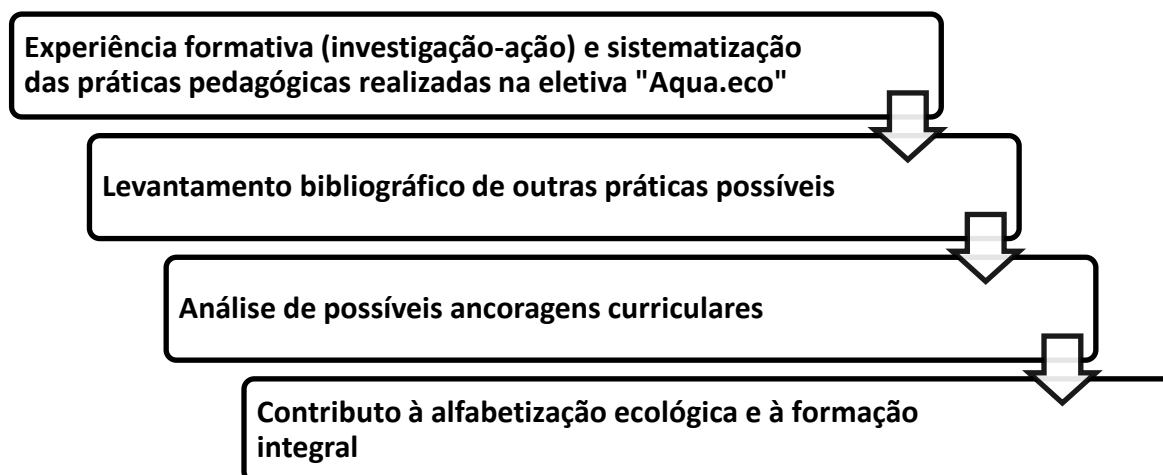 Experiência formativa (investigação-ação) e sistematização
das práticas pedagógicas realizadas na eletiva "Aqua.eco"
Levantamento bibliográfico de outras práticas possíveis
Análise de possíveis ancoragens curriculares
Contributo à alfabetização ecológica e à formação
integral